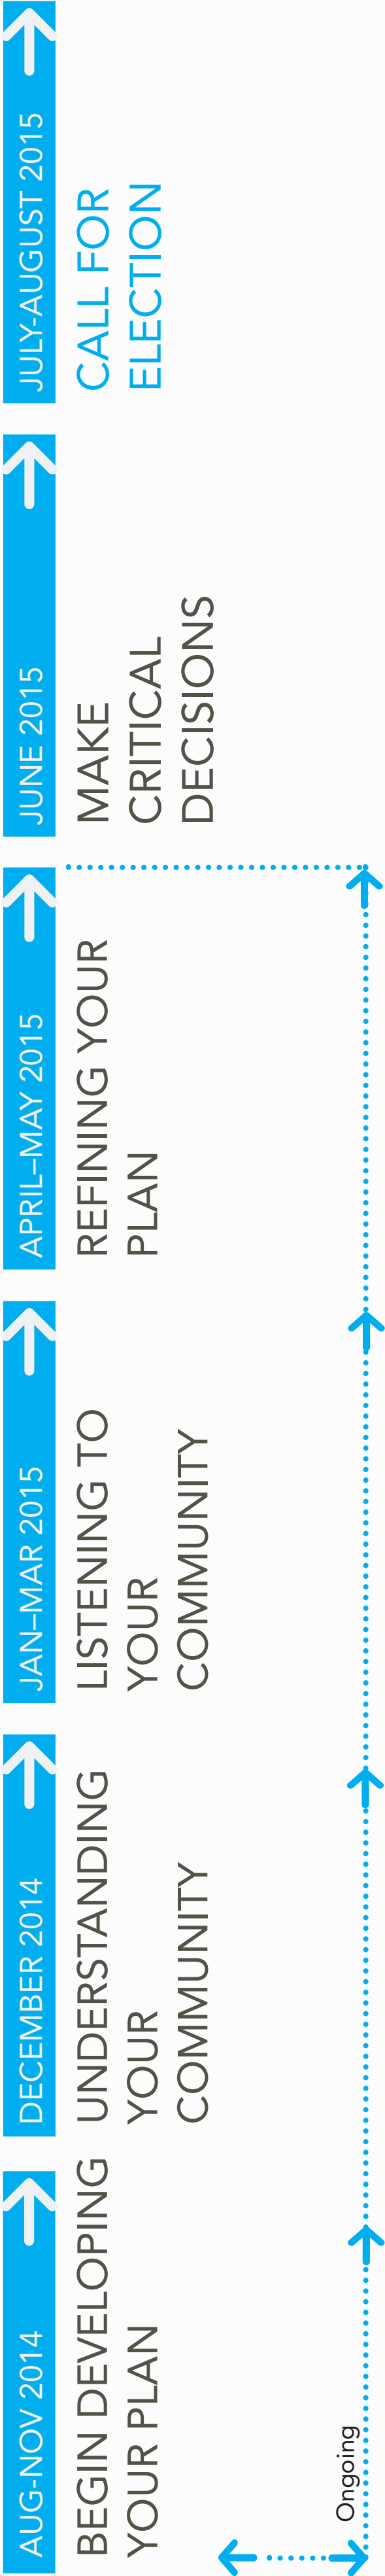 AUG-NOV 2014
BEGIN DEVELOPING
YOUR PLAN
DECEMBER 2014
UNDERSTANDING
YOUR
COMMUNITY
JAN–MAR 2015
LISTENING TO
YOUR
COMMUNITY
APRIL–MAY 2015
REFINING YOUR
PLAN
JUNE 2015
MAKE
CRITICAL
DECISIONS
JULY-AUGUST 2015
CALL FOR
ELECTION
Ongoing